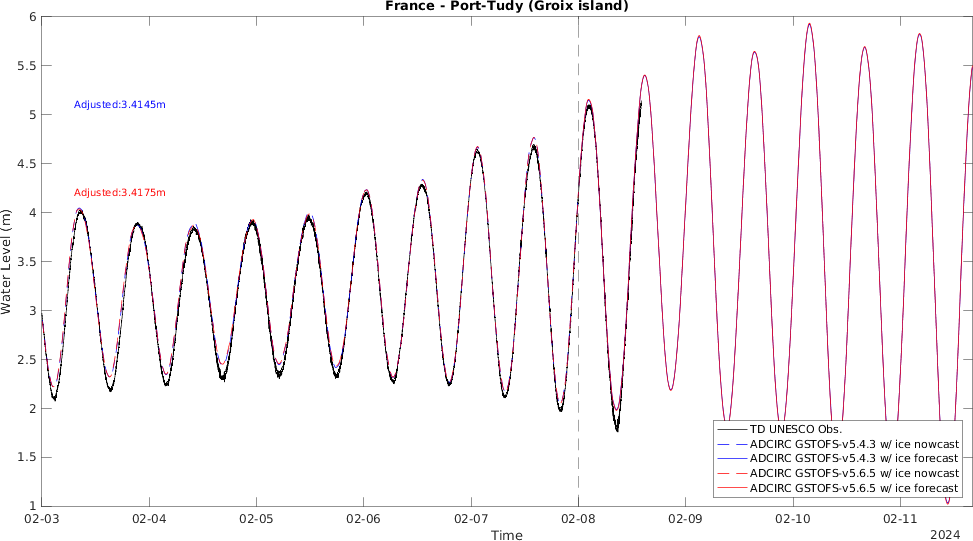 France - Port-Tudy (Groix island)
6
5.5
5
4.5
4
3.5
3
2.5
2
1.5
1
Water Level (m)
Adjusted:3.4145m
Adjusted:3.4175m
TD UNESCO Obs.
ADCIRC GSTOFS-v5.4.3 w/ ice nowcast
ADCIRC GSTOFS-v5.4.3 w/ ice forecast
ADCIRC GSTOFS-v5.6.5 w/ ice nowcast
ADCIRC GSTOFS-v5.6.5 w/ ice forecast
02-03 02-04 02-05 02-06 02-07 02-08 02-09 02-10 02-11
Time
2024